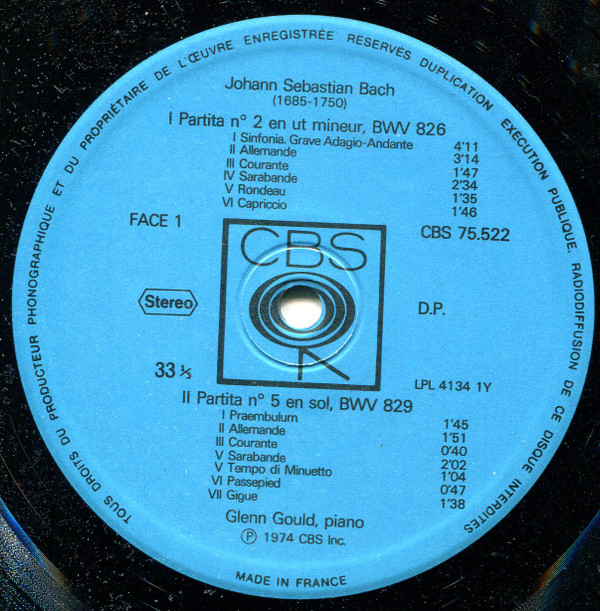 TOUS DROITS DU PRODUCTEUR PHONOGRAPHIQUE ET DU PROPRIÉTAIRE DE L'ŒUVRE ENREGISTRÉE RESERVÉS DUPLICATION EXECUTION PUBLIQUE, RADIODIFFUSION DE CE DISQUE INTERDITES
Johann Sebastian Bach
(1685-1750)
I Partita n° 2 en ut mineur, BWV 826
I Sinfonia. Grave Adagio-Andante 4'11
II Allemande 3'14
III Courante 1'47
IV Sarabande 2'34
V Rondeau 1'35
VI Capriccio 1'46
FACE 1
CBS 75.522
CBS
Stereo
D.P.
33 ⅓
LPL 4134 1Y
II Partita n° 5 en sol, BWV 829
I Praembulum 1'45
II Allemande 1'51
III Courante 0'40
V Sarabande 2'02
V Tempo di Minuetto 1'04
VI Passepied 0'47
VII Gigue 1'38
Glenn Gould, piano
℗ 1974 CBS Inc.
MADE IN FRANCE